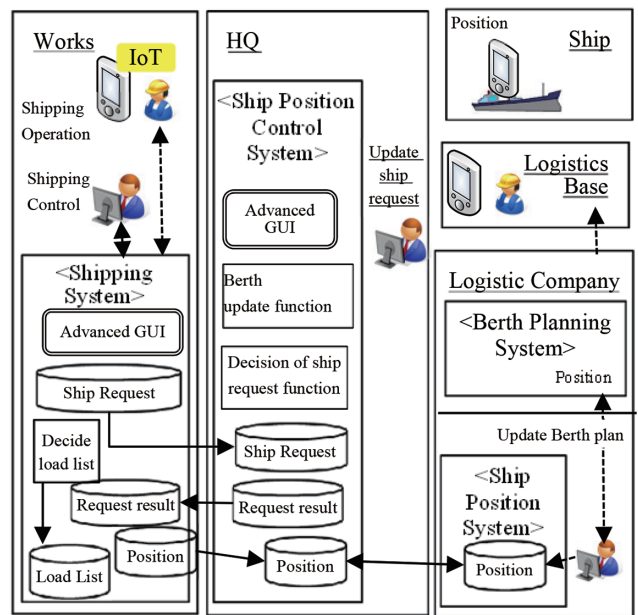 Works
IoT
Shipping
Operation
Shipping
Control
<Shipping
System>
Advanced GUI
Ship Request
Decide
load list
Request result
Position
Load List
HQ
<Ship Position
Control
System>
Advanced
GUI
Berth
update function
Decision of ship
request function
Ship Request
Request result
Position
Update
ship
request
Position
Ship
Logistics
Base
Logistic Company
<Berth Planning
System>
Position
Update Berth plan
<Ship
Position
System>
Position